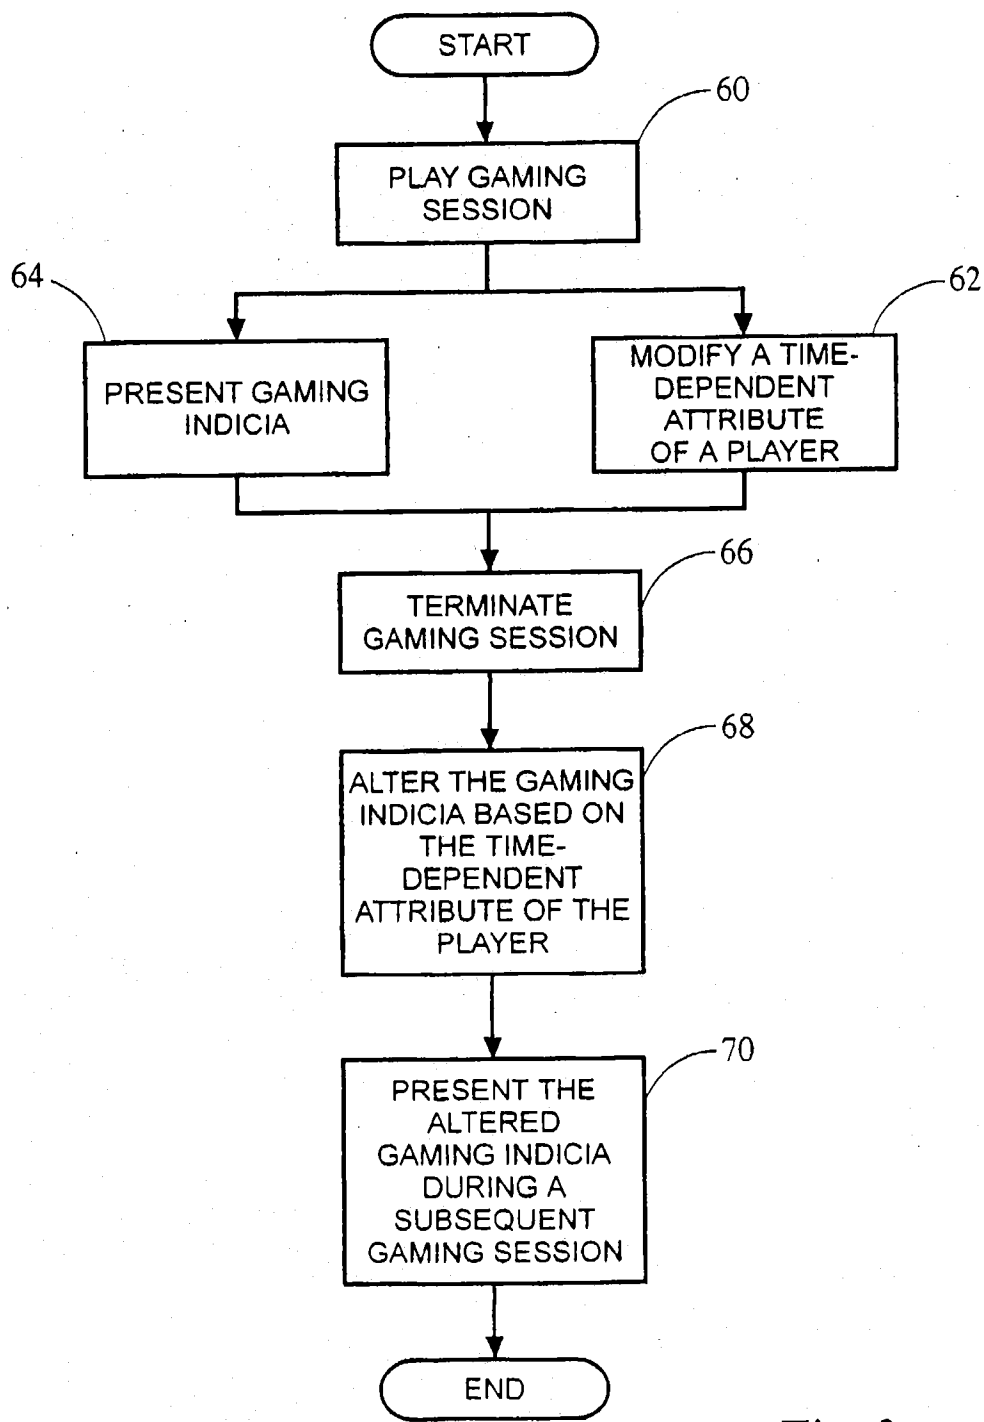 START
60
PLAY GAMING
SESSION
64
62
PRESENT GAMING
INDICIA
MODIFY A TIME-
DEPENDENT
ATTRIBUTE
OF A PLAYER
66
TERMINATE
GAMING SESSION
68
ALTER THE GAMING
INDICIA BASED ON
THE TIME-
DEPENDENT
ATTRIBUTE OF THE
PLAYER
70
PRESENT THE
ALTERED
GAMING INDICIA
DURING A
SUBSEQUENT
GAMING SESSION
END